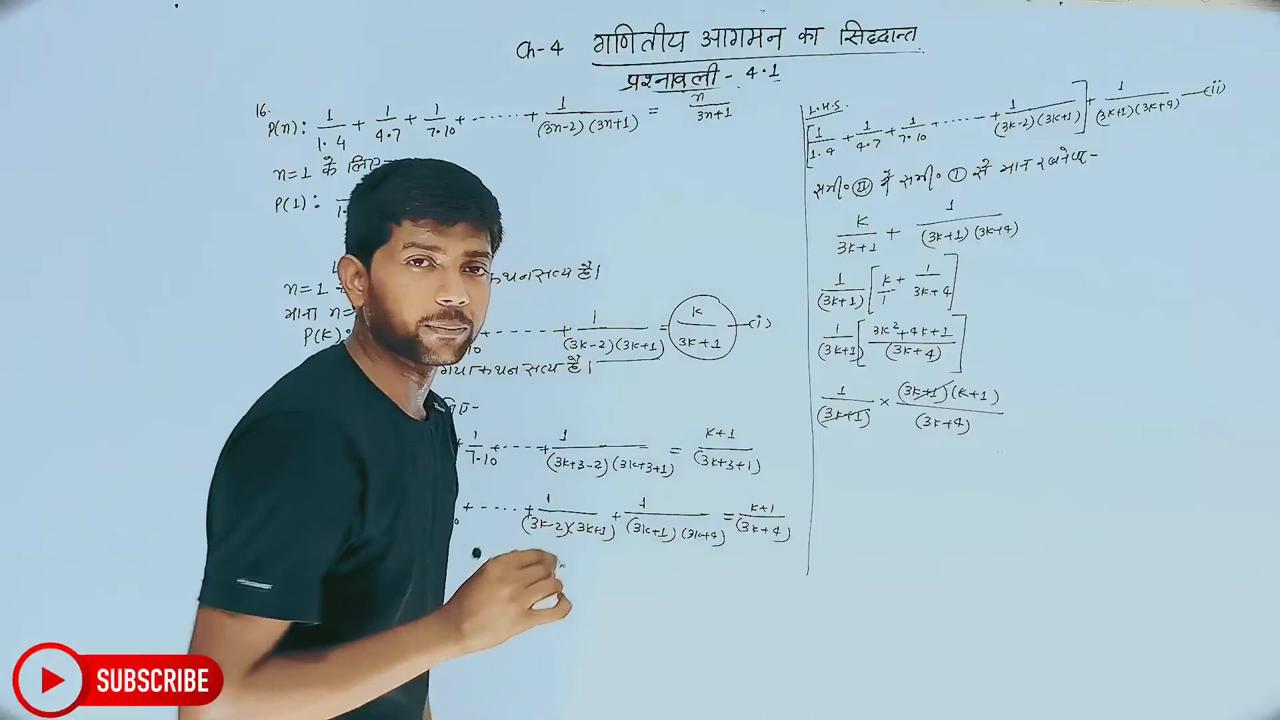 Ch-4 गणितीय आगमन का सिद्धान्त
प्रश्नावली - 4.1
16.
P(n): 1/1.4 + 1/4.7 + 1/7.10 + ...... + 1/(3n-2)(3n+1) = n/3n+1
n=1 के लिए
P(1): 1/1.
n=1
कथन सत्य है।
माना n=
P(k): + ..... + 1/(3k-2)(3k+1) = k/3k+1 —(i)
गया कथन सत्य है।
+ 1/7.10 + .... + 1/(3k+3-2)(3k+3+1) = k+1/(3k+3+1)
+ ..... + 1/(3k-2)(3k+1) + 1/(3k+1)(3k+4) = k+1/(3k+4)
L.H.S.
[1/1.4 + 1/4.7 + 1/7.10 + ..... + 1/(3k-2)(3k+1)] + 1/(3k+1)(3k+4) —(ii)
समी० II में समी० I से मान रखने पर-
k/3k+1 + 1/(3k+1)(3k+4)
1/(3k+1) [k/1 + 1/3k+4]
1/(3k+1) [3k²+4k+1/(3k+4)]
1/(3k+1) × (3k+1)(k+1)/(3k+4)
SUBSCRIBE